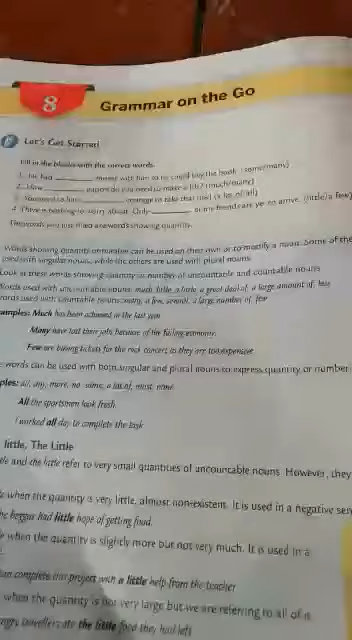 8
Grammar on the Go
Let's Get Started
Fill in the blanks with the correct words.
1. He had ______ money with him so he could buy the book. (some/many)
2. How ______ papers do you need to make a file? (much/many)
courage to take that
4. There is nothing to worry about. Only ______ of my friends are yet to arrive. (little/a few)
The words you just filled are words showing quantity.
Words showing quantity or number can be used on their own or to modify a noun. Some of the
used with singular nouns, while the others are used with plural nouns.
Look at these words showing quantity or number of uncountable and countable nouns
Words used with uncountable nouns: much, little, a little, a great deal of, a large amount of, less
words used with countable nouns: many, a few, several, a large number of, few
amples: Much has been achieved in the last year.
Many have lost their jobs because of the failing economy.
Few are buying tickets for the rock concert, as they are too expensive.
words can be used with both singular and plural nouns to express quantity or number
ples: all, any, more, no, some, a lot of, most, none
All the sportsmen look fresh.
I worked all day to complete the task
little, The Little
le and the little refer to very small quantities of uncountable nouns. However, they
when the quantity is very little, almost non-existent. It is used in a negative sen
he beggar had little hope of getting food.
when the quantity is slightly more but not very much. It is used in a
can complete this project with a little help from the teacher
when the quantity is not very large but we are referring to all of it
ngry travellers ate the little food they had left